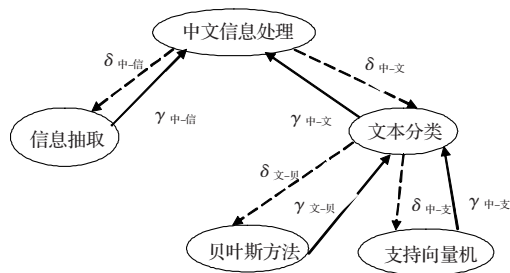 中文信息处理
δ 中–信
δ 中–文
γ 中–信
γ 中–文
信息抽取
文本分类
δ 文–贝
γ 文–贝
δ 中–支
γ 中–支
贝叶斯方法
支持向量机